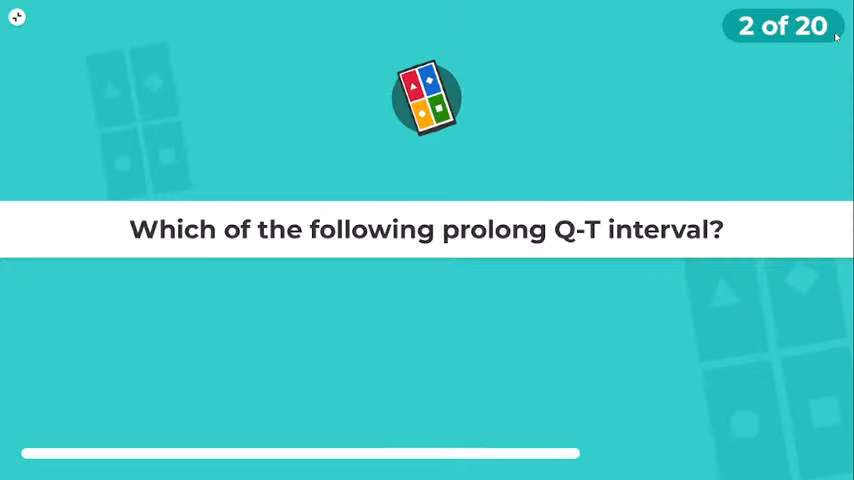 2 of 20
Which of the following prolong Q-T interval?